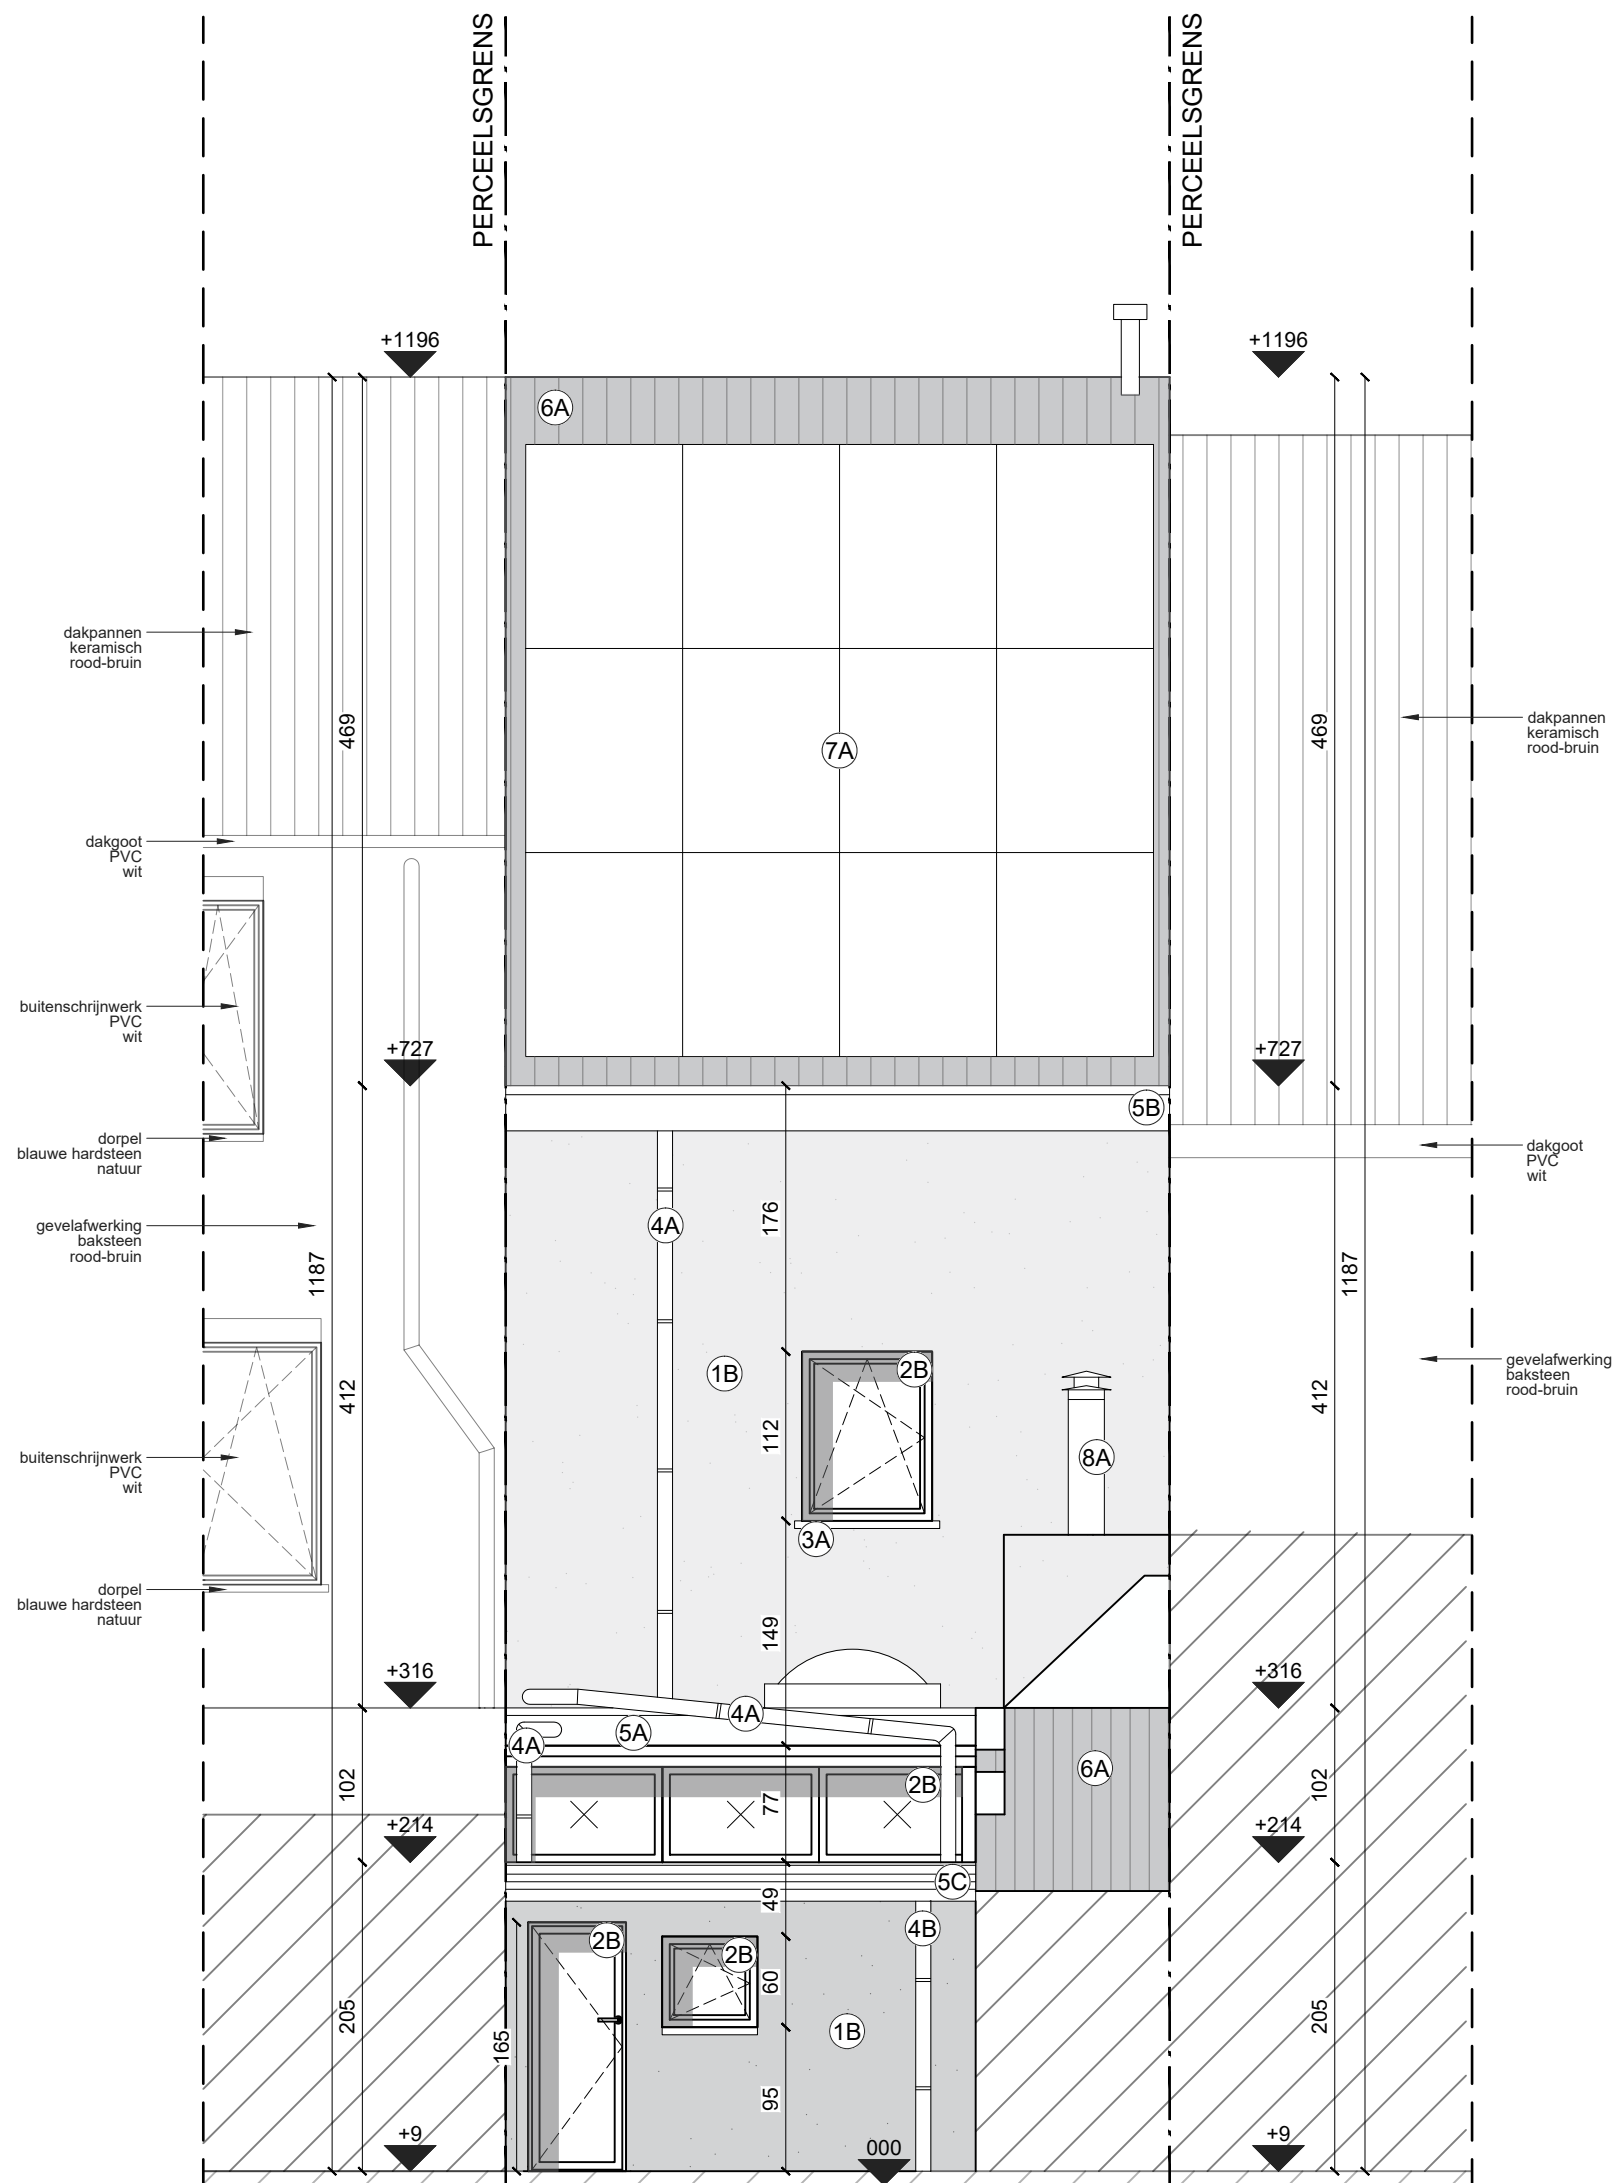 PERCEELSGRENS
PERCEELSGRENS
+1196
+1196
6A
dakpannen
keramisch
rood-bruin
469
7A
469
dakpannen
keramisch
rood-bruin
dakgoot
PVC
wit
buitenschrijnwerk
PVC
wit
+727
+727
5B
dorpel
blauwe hardsteen
natuur
dakgoot
PVC
wit
gevelafwerking
baksteen
rood-bruin
4A
176
1187
1187
gevelafwerking
baksteen
rood-bruin
1B
2B
412
112
412
buitenschrijnwerk
PVC
wit
8A
3A
dorpel
blauwe hardsteen
natuur
149
+316
+316
4A
5A
4A
6A
2B
102
77
102
+214
+214
5C
49
4B
2B
2B
60
205
205
165
1B
95
+9
000
+9